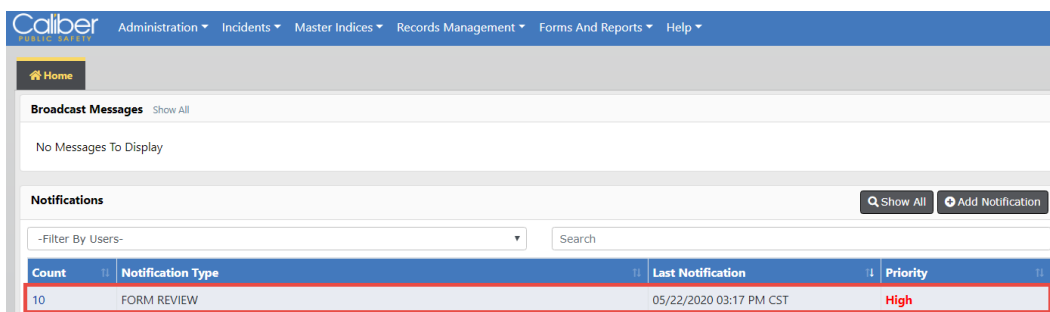 Caliber Administration Incidents Master Indices Records Management Forms And Reports Help
PUBLIC SAFETY
Home
Broadcast Messages Show All
No Messages To Display
Notifications Show All Add Notification
-Filter By Users- Search
Count Notification Type Last Notification Priority
10 FORM REVIEW 05/22/2020 03:17 PM CST High